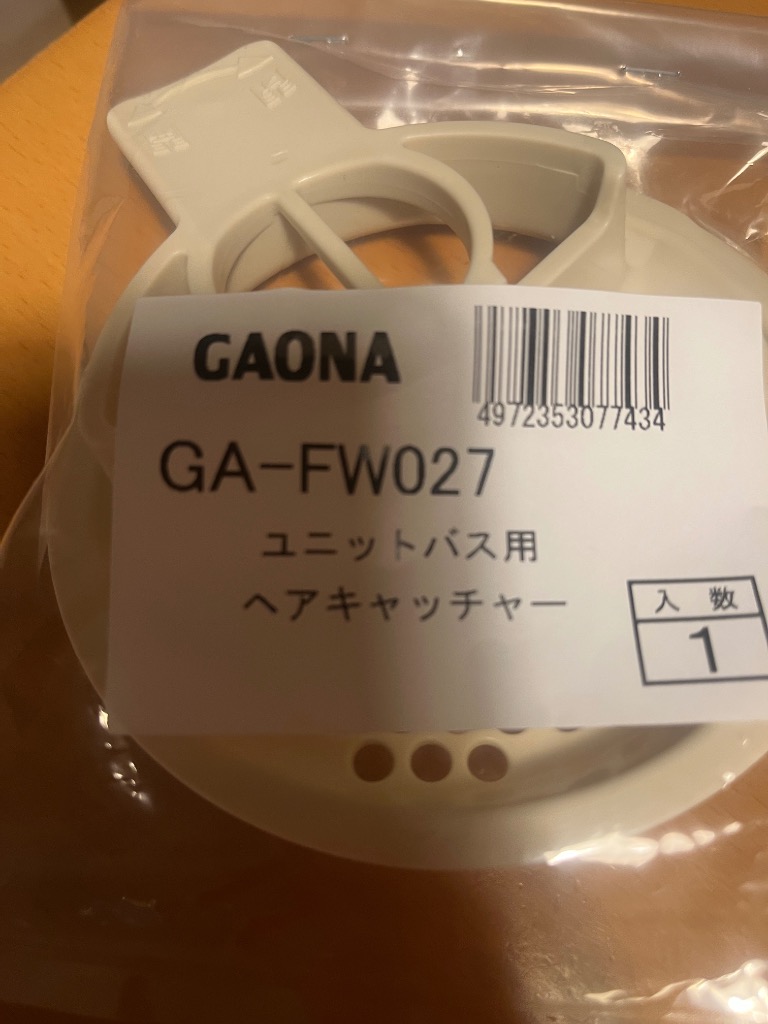 GAONA
4972353077434
GA-FW027
ユニットバス用
ヘアキャッチャー
入 数
1